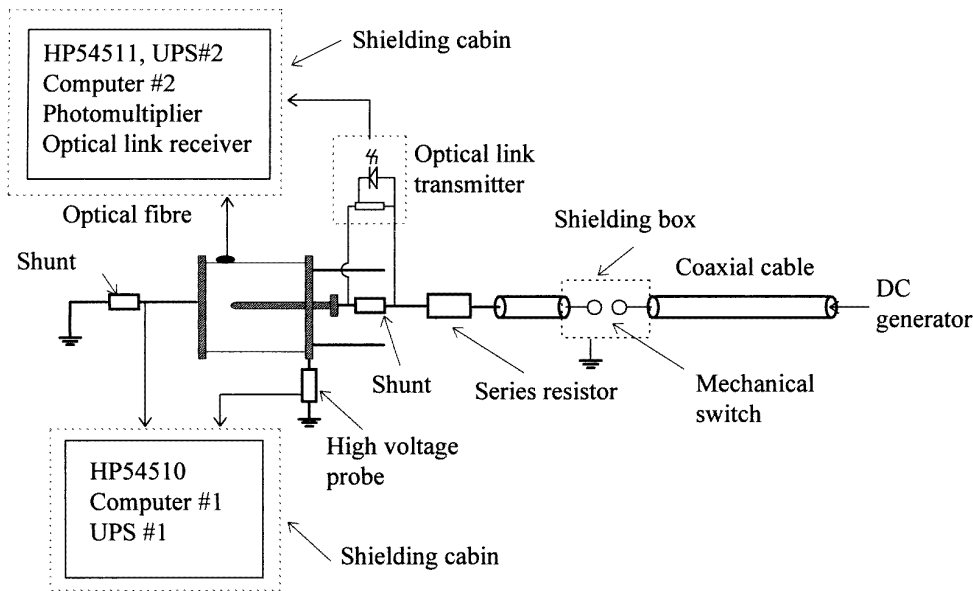 HP54511, UPS#2
Computer #2
Photomultiplier
Optical link receiver
Shielding cabin
Optical link
transmitter
Optical fibre
Shielding box
Shunt
Coaxial cable
DC
generator
Shunt
Series resistor
Mechanical
switch
High voltage
probe
HP54510
Computer #1
UPS #1
Shielding cabin